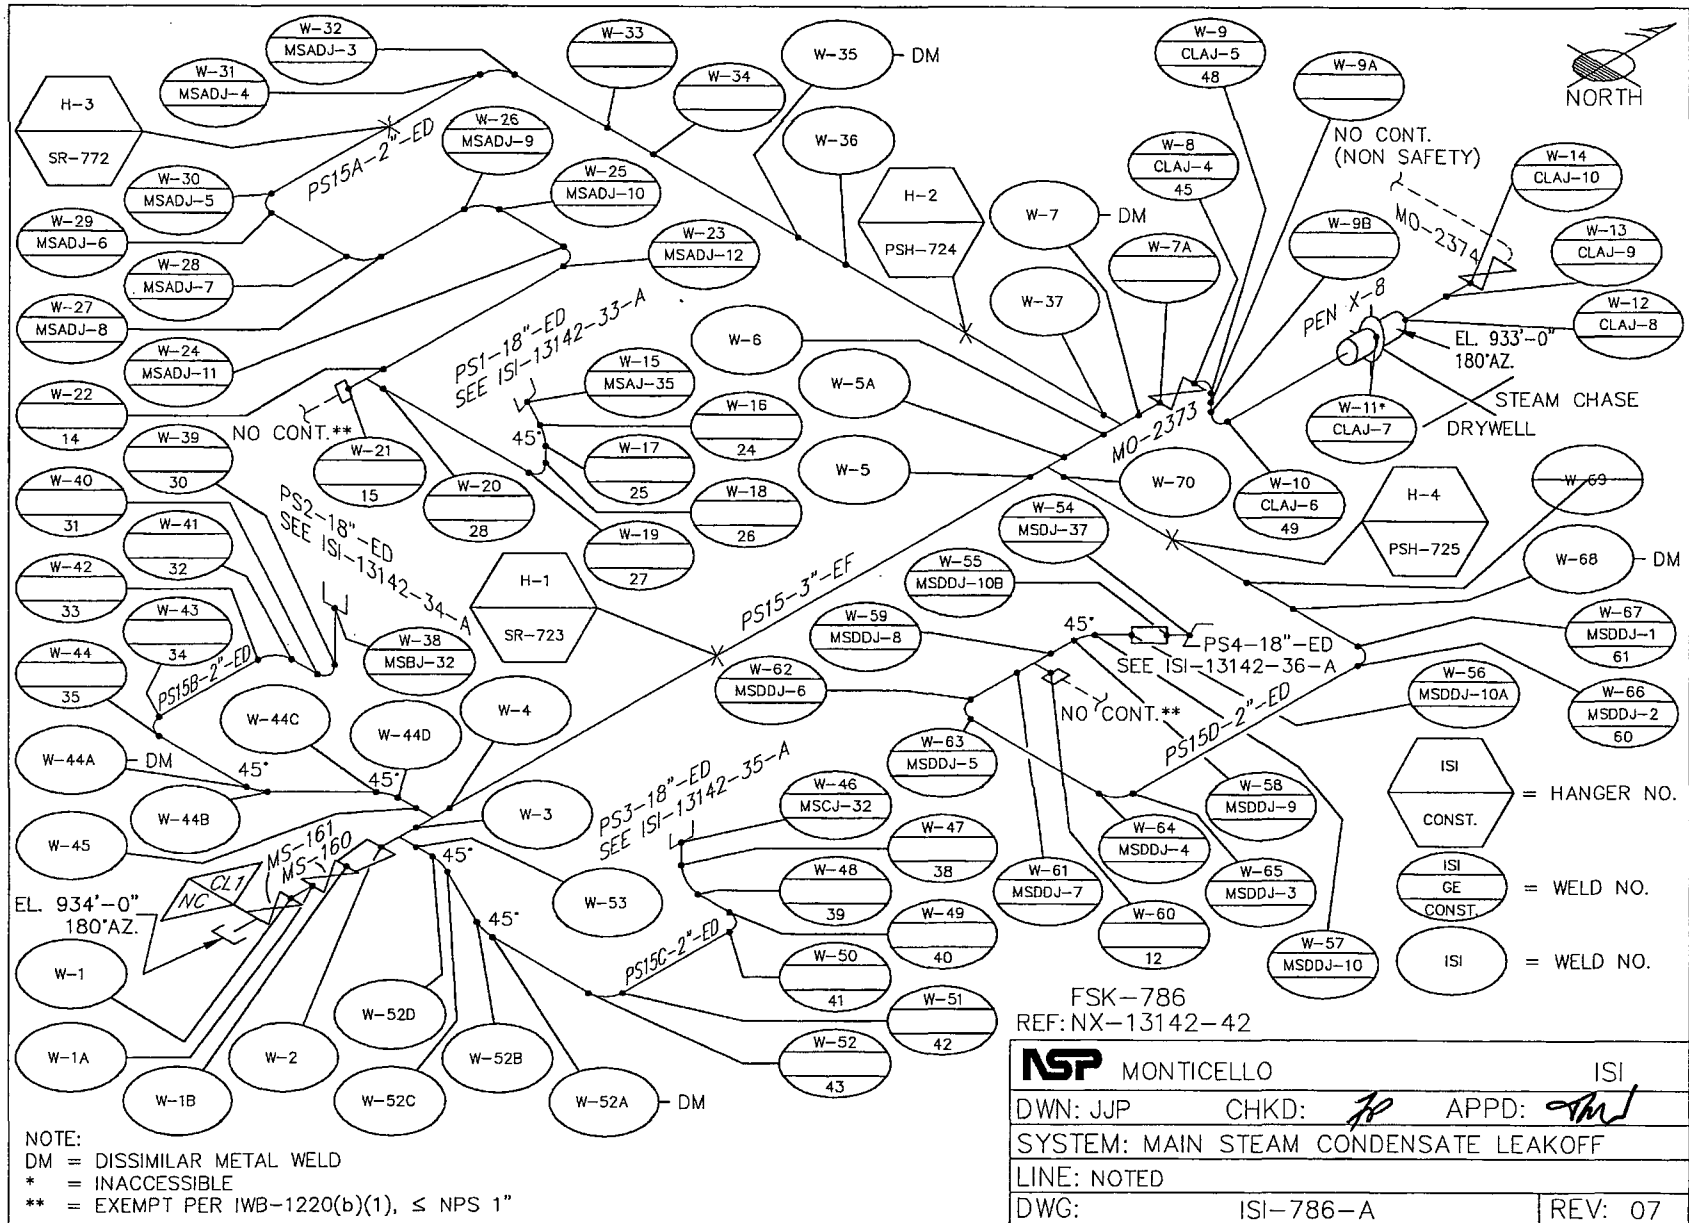 W-32
MSADJ-3
W-33
W-35
DM
W-9
CLAJ-5
48
W-9A
NORTH
W-31
MSADJ-4
W-34
H-3
SR-772
W-26
MSADJ-9
W-36
W-8
CLAJ-4
45
NO CONT.
(NON SAFETY)
W-14
CLAJ-10
PS15A-2"-ED
W-30
MSADJ-5
W-25
MSADJ-10
H-2
PSH-724
W-7
DM
W-9B
MO-2374
W-29
MSADJ-6
W-23
MSADJ-12
W-7A
W-13
CLAJ-9
W-28
MSADJ-7
W-37
PEN X-8
W-27
MSADJ-8
W-12
CLAJ-8
EL. 933'-0"
180°AZ.
W-24
MSADJ-11
PS1-18"-ED
SEE ISI-13142-33-A
W-6
W-15
MSAJ-35
W-5A
W-22
14
W-16
24
MO-2373
W-11*
CLAJ-7
STEAM CHASE
DRYWELL
NO CONT.**
45°
W-39
30
W-21
15
W-17
25
W-5
W-70
W-10
CLAJ-6
49
W-69
W-40
31
W-20
28
W-18
26
W-54
MSDJ-37
H-4
PSH-725
PS2-18"-ED
SEE ISI-13142-34-A
W-41
32
W-19
27
W-68
DM
W-42
33
H-1
SR-723
W-55
MSDDJ-10B
PS15-3"-EF
W-43
34
W-59
MSDDJ-8
45°
W-67
MSDDJ-1
61
W-44
35
PS15B-2"-ED
W-38
MSBJ-32
PS4-18"-ED
SEE ISI-13142-36-A
W-62
MSDDJ-6
W-56
MSDDJ-10A
W-66
MSDDJ-2
60
W-44C
W-4
NO CONT.**
PS15D-2"-ED
W-44D
W-44A
DM
45°
45°
W-63
MSDDJ-5
ISI
CONST.
= HANGER NO.
PS3-18"-ED
SEE ISI-13142-35-A
W-46
MSCJ-32
W-58
MSDDJ-9
W-44B
W-3
W-45
W-47
38
W-64
MSDDJ-4
MS-161
MS-160
45°
W-48
39
W-61
MSDDJ-7
W-65
MSDDJ-3
ISI
GE
CONST.
= WELD NO.
CL1
NC
EL. 934'-0"
180°AZ.
W-53
45°
W-49
40
W-60
12
W-1
PS15C-2"-ED
W-50
41
W-57
MSDDJ-10
ISI
= WELD NO.
W-52D
W-51
42
FSK-786
REF: NX-13142-42
W-1A
W-2
W-52B
W-52
43
W-1B
W-52C
W-52A
DM
NSP MONTICELLO ISI
DWN: JJP CHKD: APPD:
SYSTEM: MAIN STEAM CONDENSATE LEAKOFF
LINE: NOTED
DWG: ISI-786-A REV: 07
NOTE:
DM = DISSIMILAR METAL WELD
* = INACCESSIBLE
** = EXEMPT PER IWB-1220(b)(1), ≤ NPS 1"